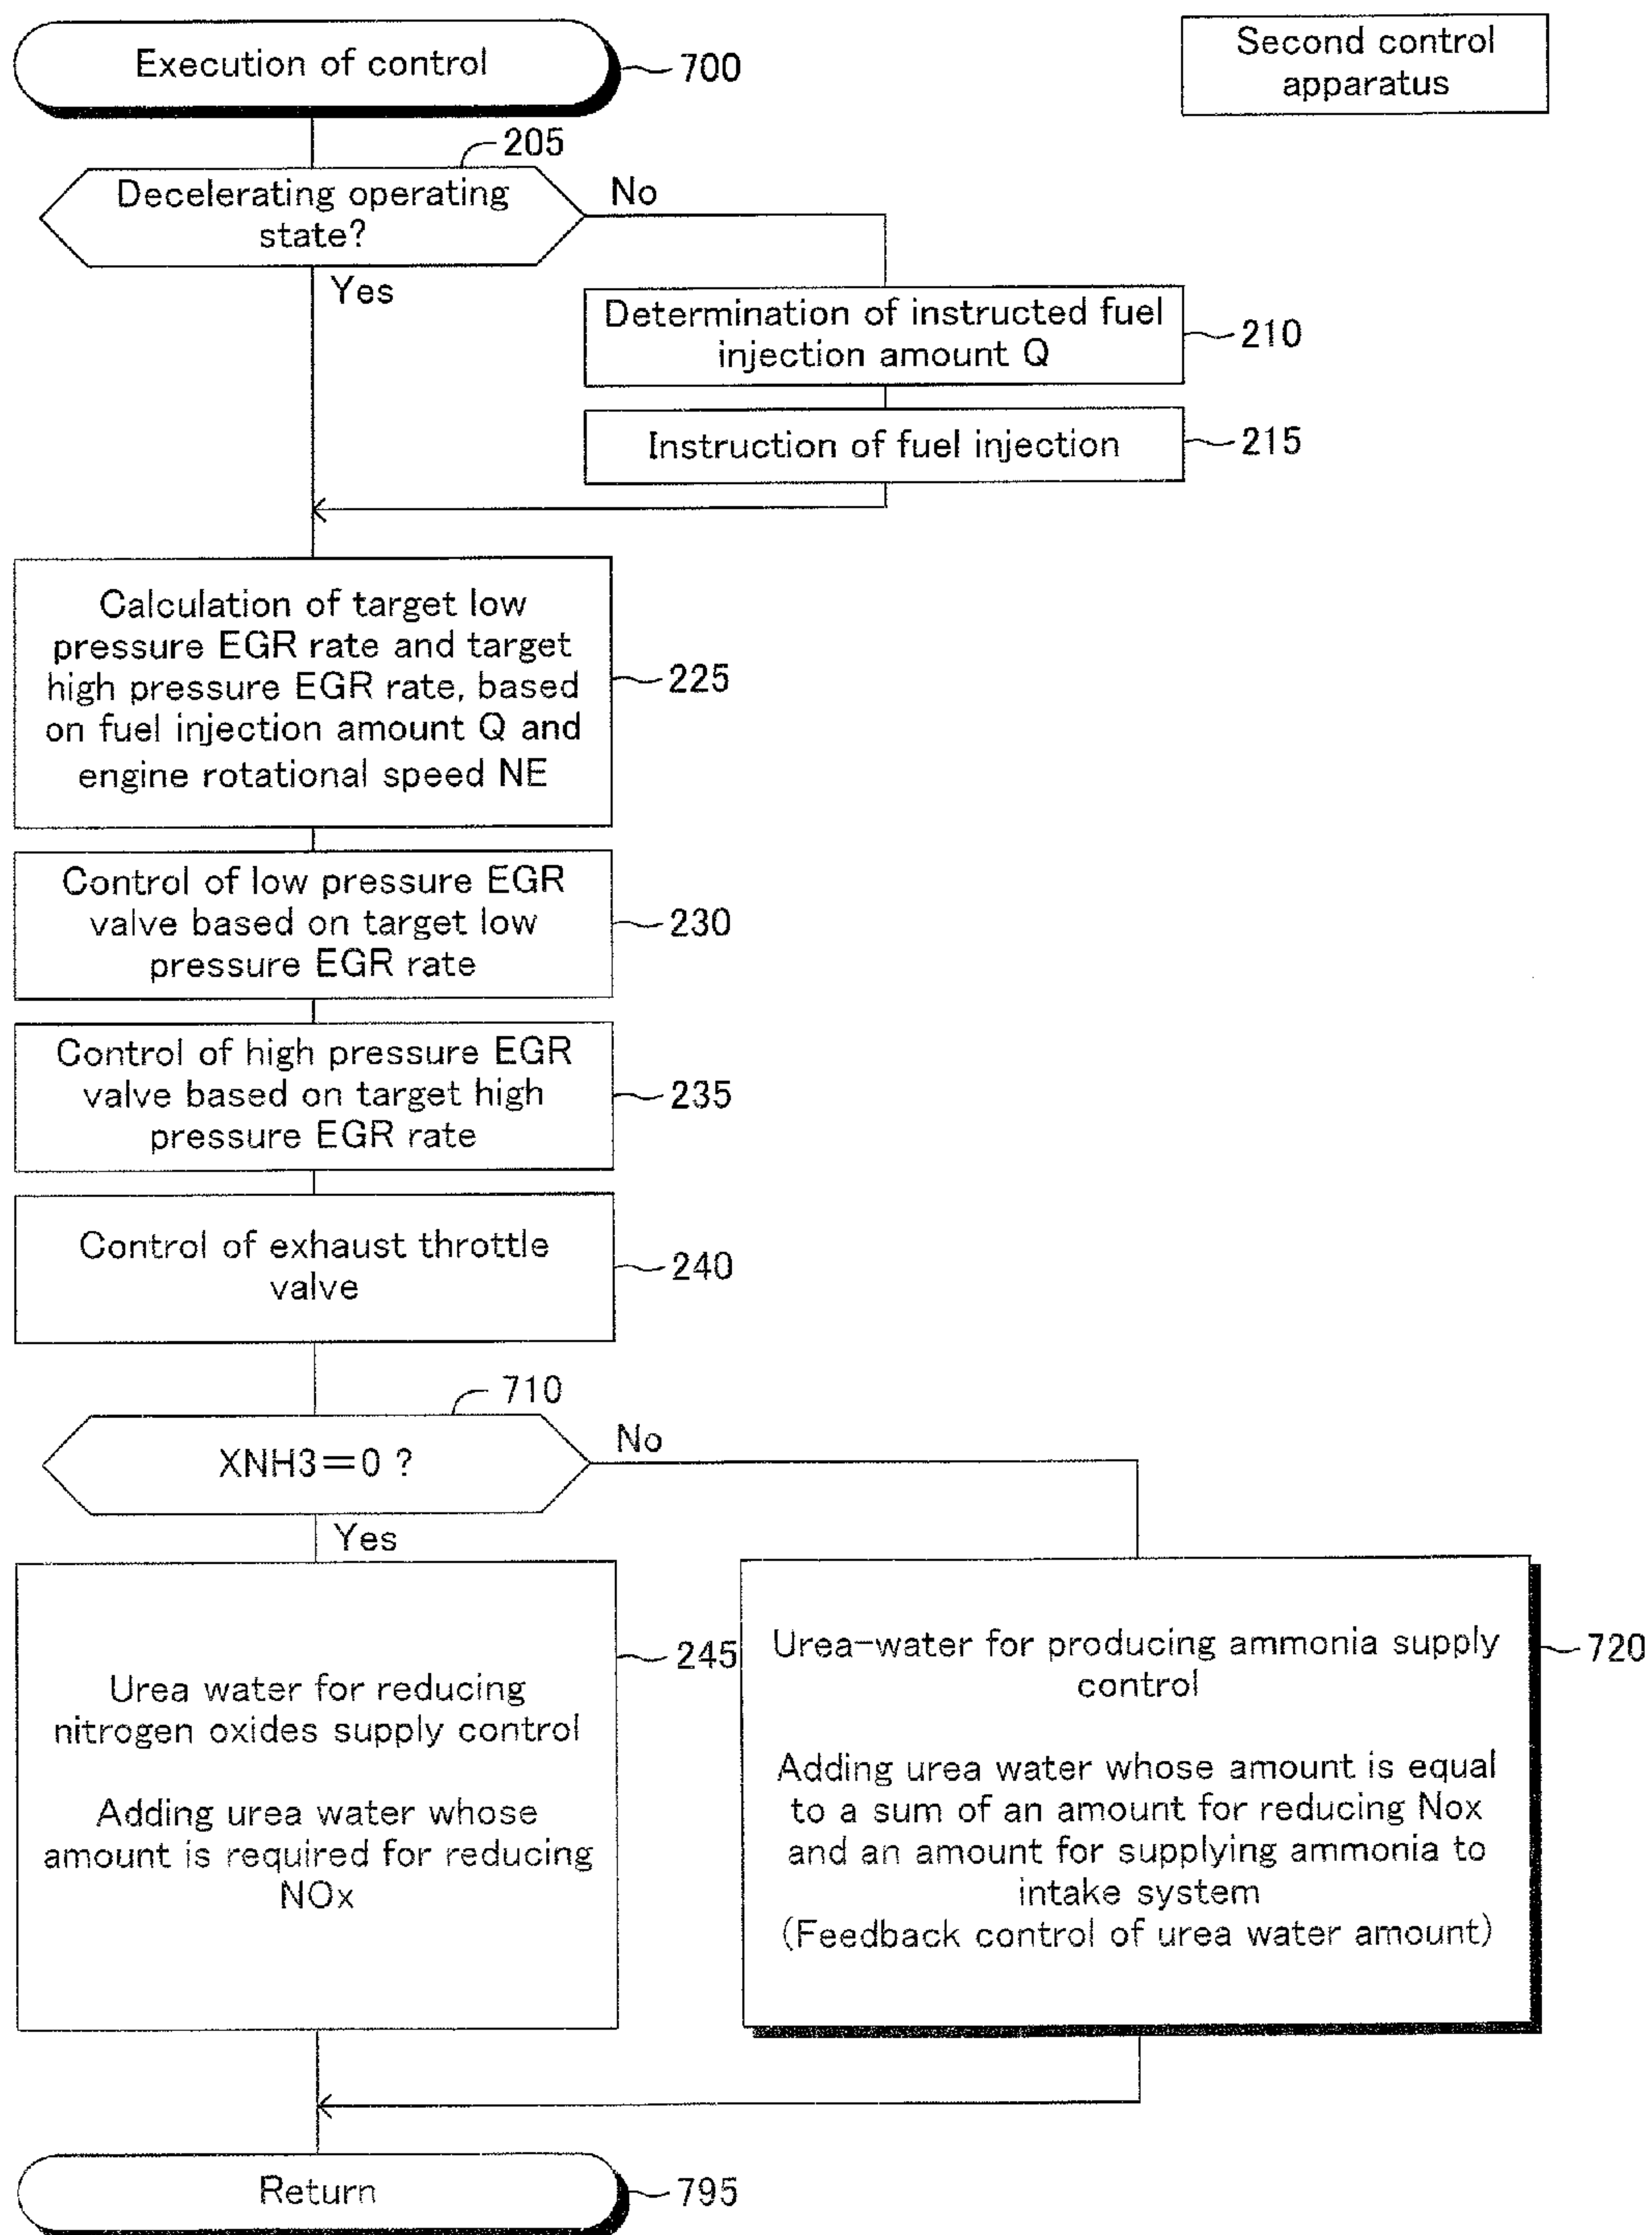 Execution of control
700
Second control
apparatus
205
Decelerating operating
state?
No
Yes
Determination of instructed fuel
injection amount Q
210
Instruction of fuel injection
215
Calculation of target low
pressure EGR rate and target
high pressure EGR rate, based
on fuel injection amount Q and
engine rotational speed NE
225
Control of low pressure EGR
valve based on target low
pressure EGR rate
230
Control of high pressure EGR
valve based on target high
pressure EGR rate
235
Control of exhaust throttle
valve
240
710
XNH3=0 ?
No
Yes
Urea water for reducing
nitrogen oxides supply control
Adding urea water whose
amount is required for reducing
NOx
245
Urea-water for producing ammonia supply
control
Adding urea water whose amount is equal
to a sum of an amount for reducing Nox
and an amount for supplying ammonia to
intake system
(Feedback control of urea water amount)
720
Return
795